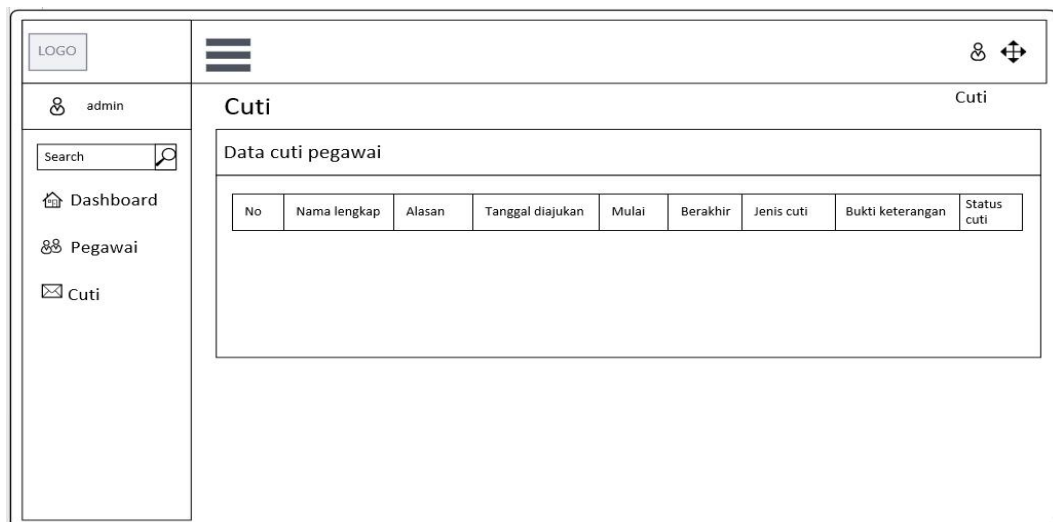 LOGO
admin
Search
Dashboard
Pegawai
Cuti
Cuti
Cuti
Data cuti pegawai
No Nama lengkap Alasan Tanggal diajukan Mulai Berakhir Jenis cuti Bukti keterangan Status cuti